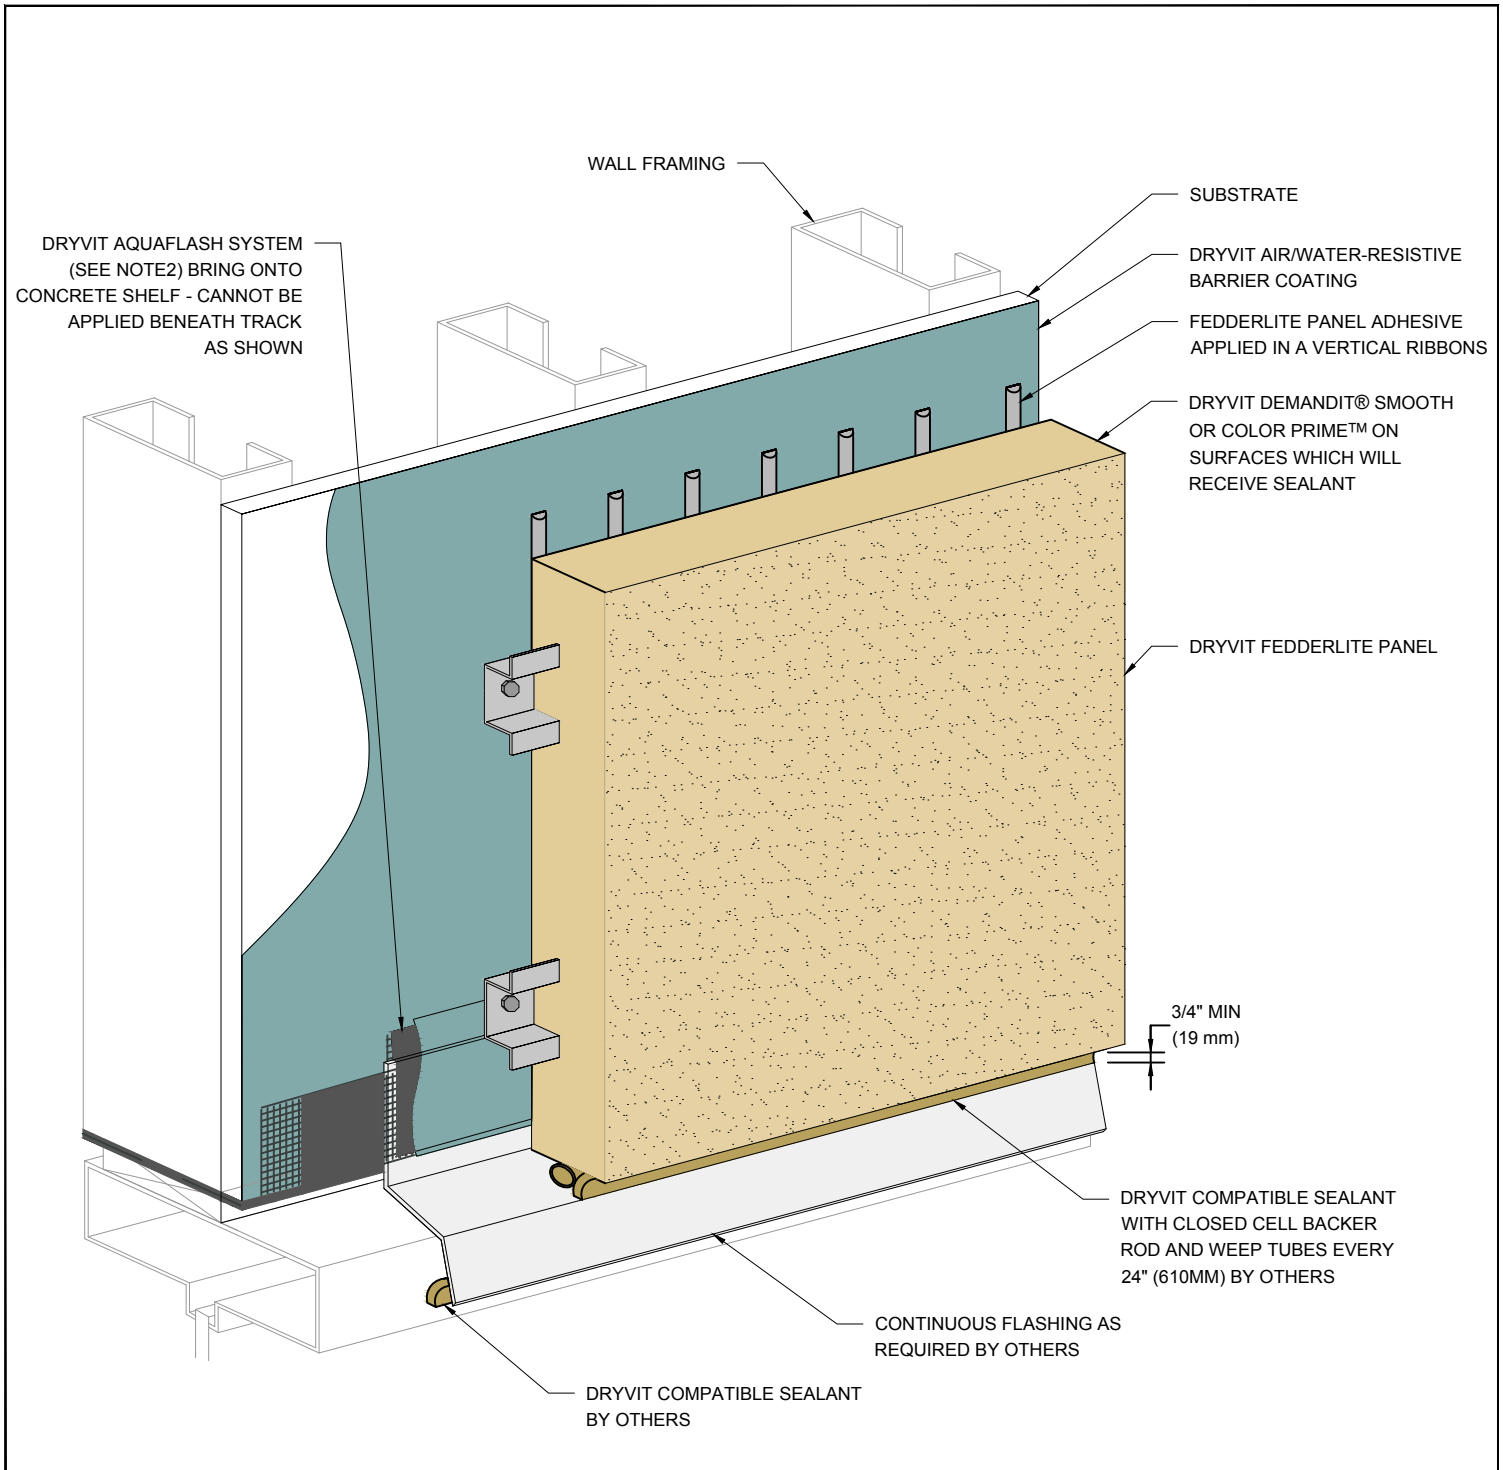 WALL FRAMING
SUBSTRATE
DRYVIT AQUAFLASH SYSTEM
(SEE NOTE2) BRING ONTO
CONCRETE SHELF - CANNOT BE
APPLIED BENEATH TRACK
AS SHOWN
DRYVIT AIR/WATER-RESISTIVE
BARRIER COATING
FEDDERLITE PANEL ADHESIVE
APPLIED IN A VERTICAL RIBBONS
DRYVIT DEMANDIT® SMOOTH
OR COLOR PRIME™ ON
SURFACES WHICH WILL
RECEIVE SEALANT
DRYVIT FEDDERLITE PANEL
3/4" MIN
(19 mm)
DRYVIT COMPATIBLE SEALANT
WITH CLOSED CELL BACKER
ROD AND WEEP TUBES EVERY
24" (610MM) BY OTHERS
CONTINUOUS FLASHING AS
REQUIRED BY OTHERS
DRYVIT COMPATIBLE SEALANT
BY OTHERS